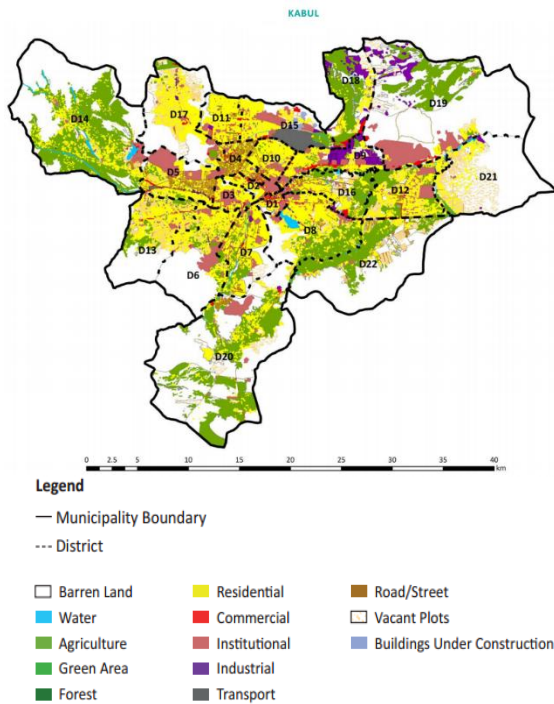 KABUL
D18
D19
D14
D17
D11
D15
D4
D10
D9
D5
D2
D16
D12
D21
D3
D1
D8
D13
D7
D6
D22
D20
0 2.5 5 10 15 20 25 30 35 40
km
Legend
Municipality Boundary
District
Barren Land Residential Road/Street
Water Commercial Vacant Plots
Agriculture Institutional Buildings Under Construction
Green Area Industrial
Forest Transport